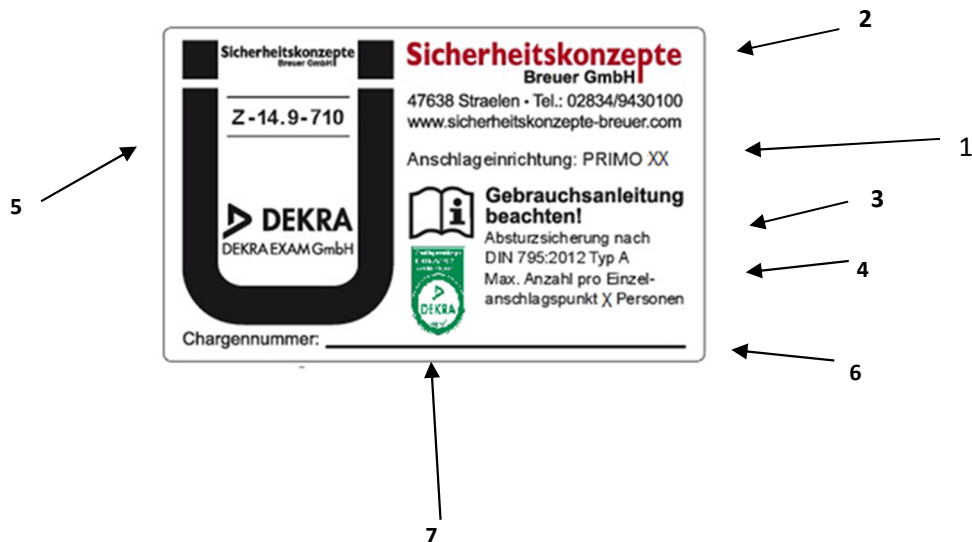 2
Sicherheitskonzepte
Breuer GmbH
Z-14.9-710
DEKRA
DEKRA EXAM GmbH
Sicherheitskonzepte
Breuer GmbH
47638 Straelen • Tel.: 02834/9430100
www.sicherheitskonzepte-breuer.com
Anschlageinrichtung: PRIMO XX
1
Gebrauchsanleitung
beachten!
Absturzsicherung nach
DIN 795:2012 Typ A
Max. Anzahl pro Einzel-
anschlagspunkt X Personen
DEKRA
3
4
5
Chargennummer:
6
7